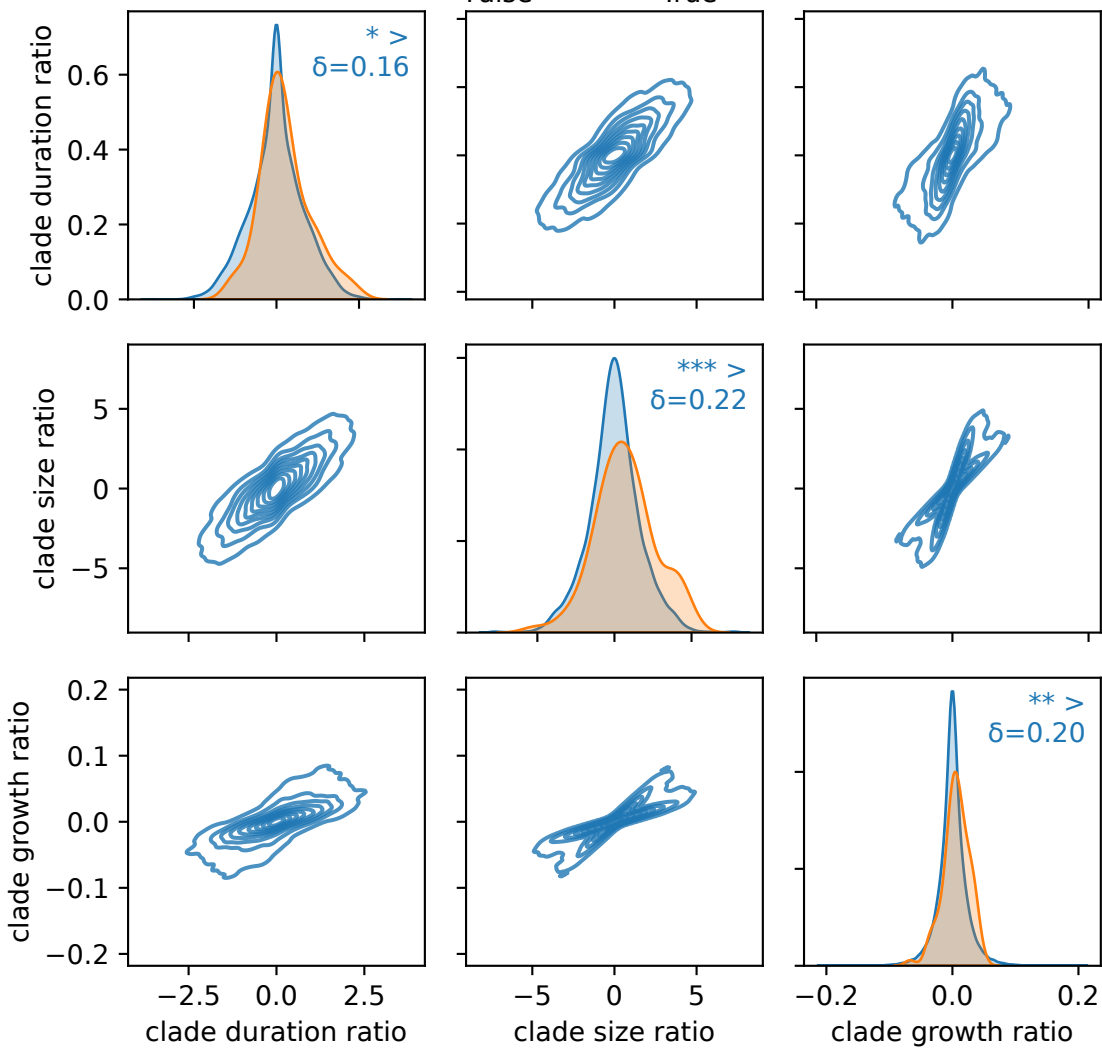 False True
clade duration ratio
0.6
0.4
0.2
0.0
* >
δ=0.16
clade size ratio
5
0
−5
*** >
δ=0.22
clade growth ratio
0.2
0.1
0.0
−0.1
−0.2
** >
δ=0.20
−2.5 0.0 2.5
−5 0 5
−0.2 0.0 0.2
clade duration ratio
clade size ratio
clade growth ratio